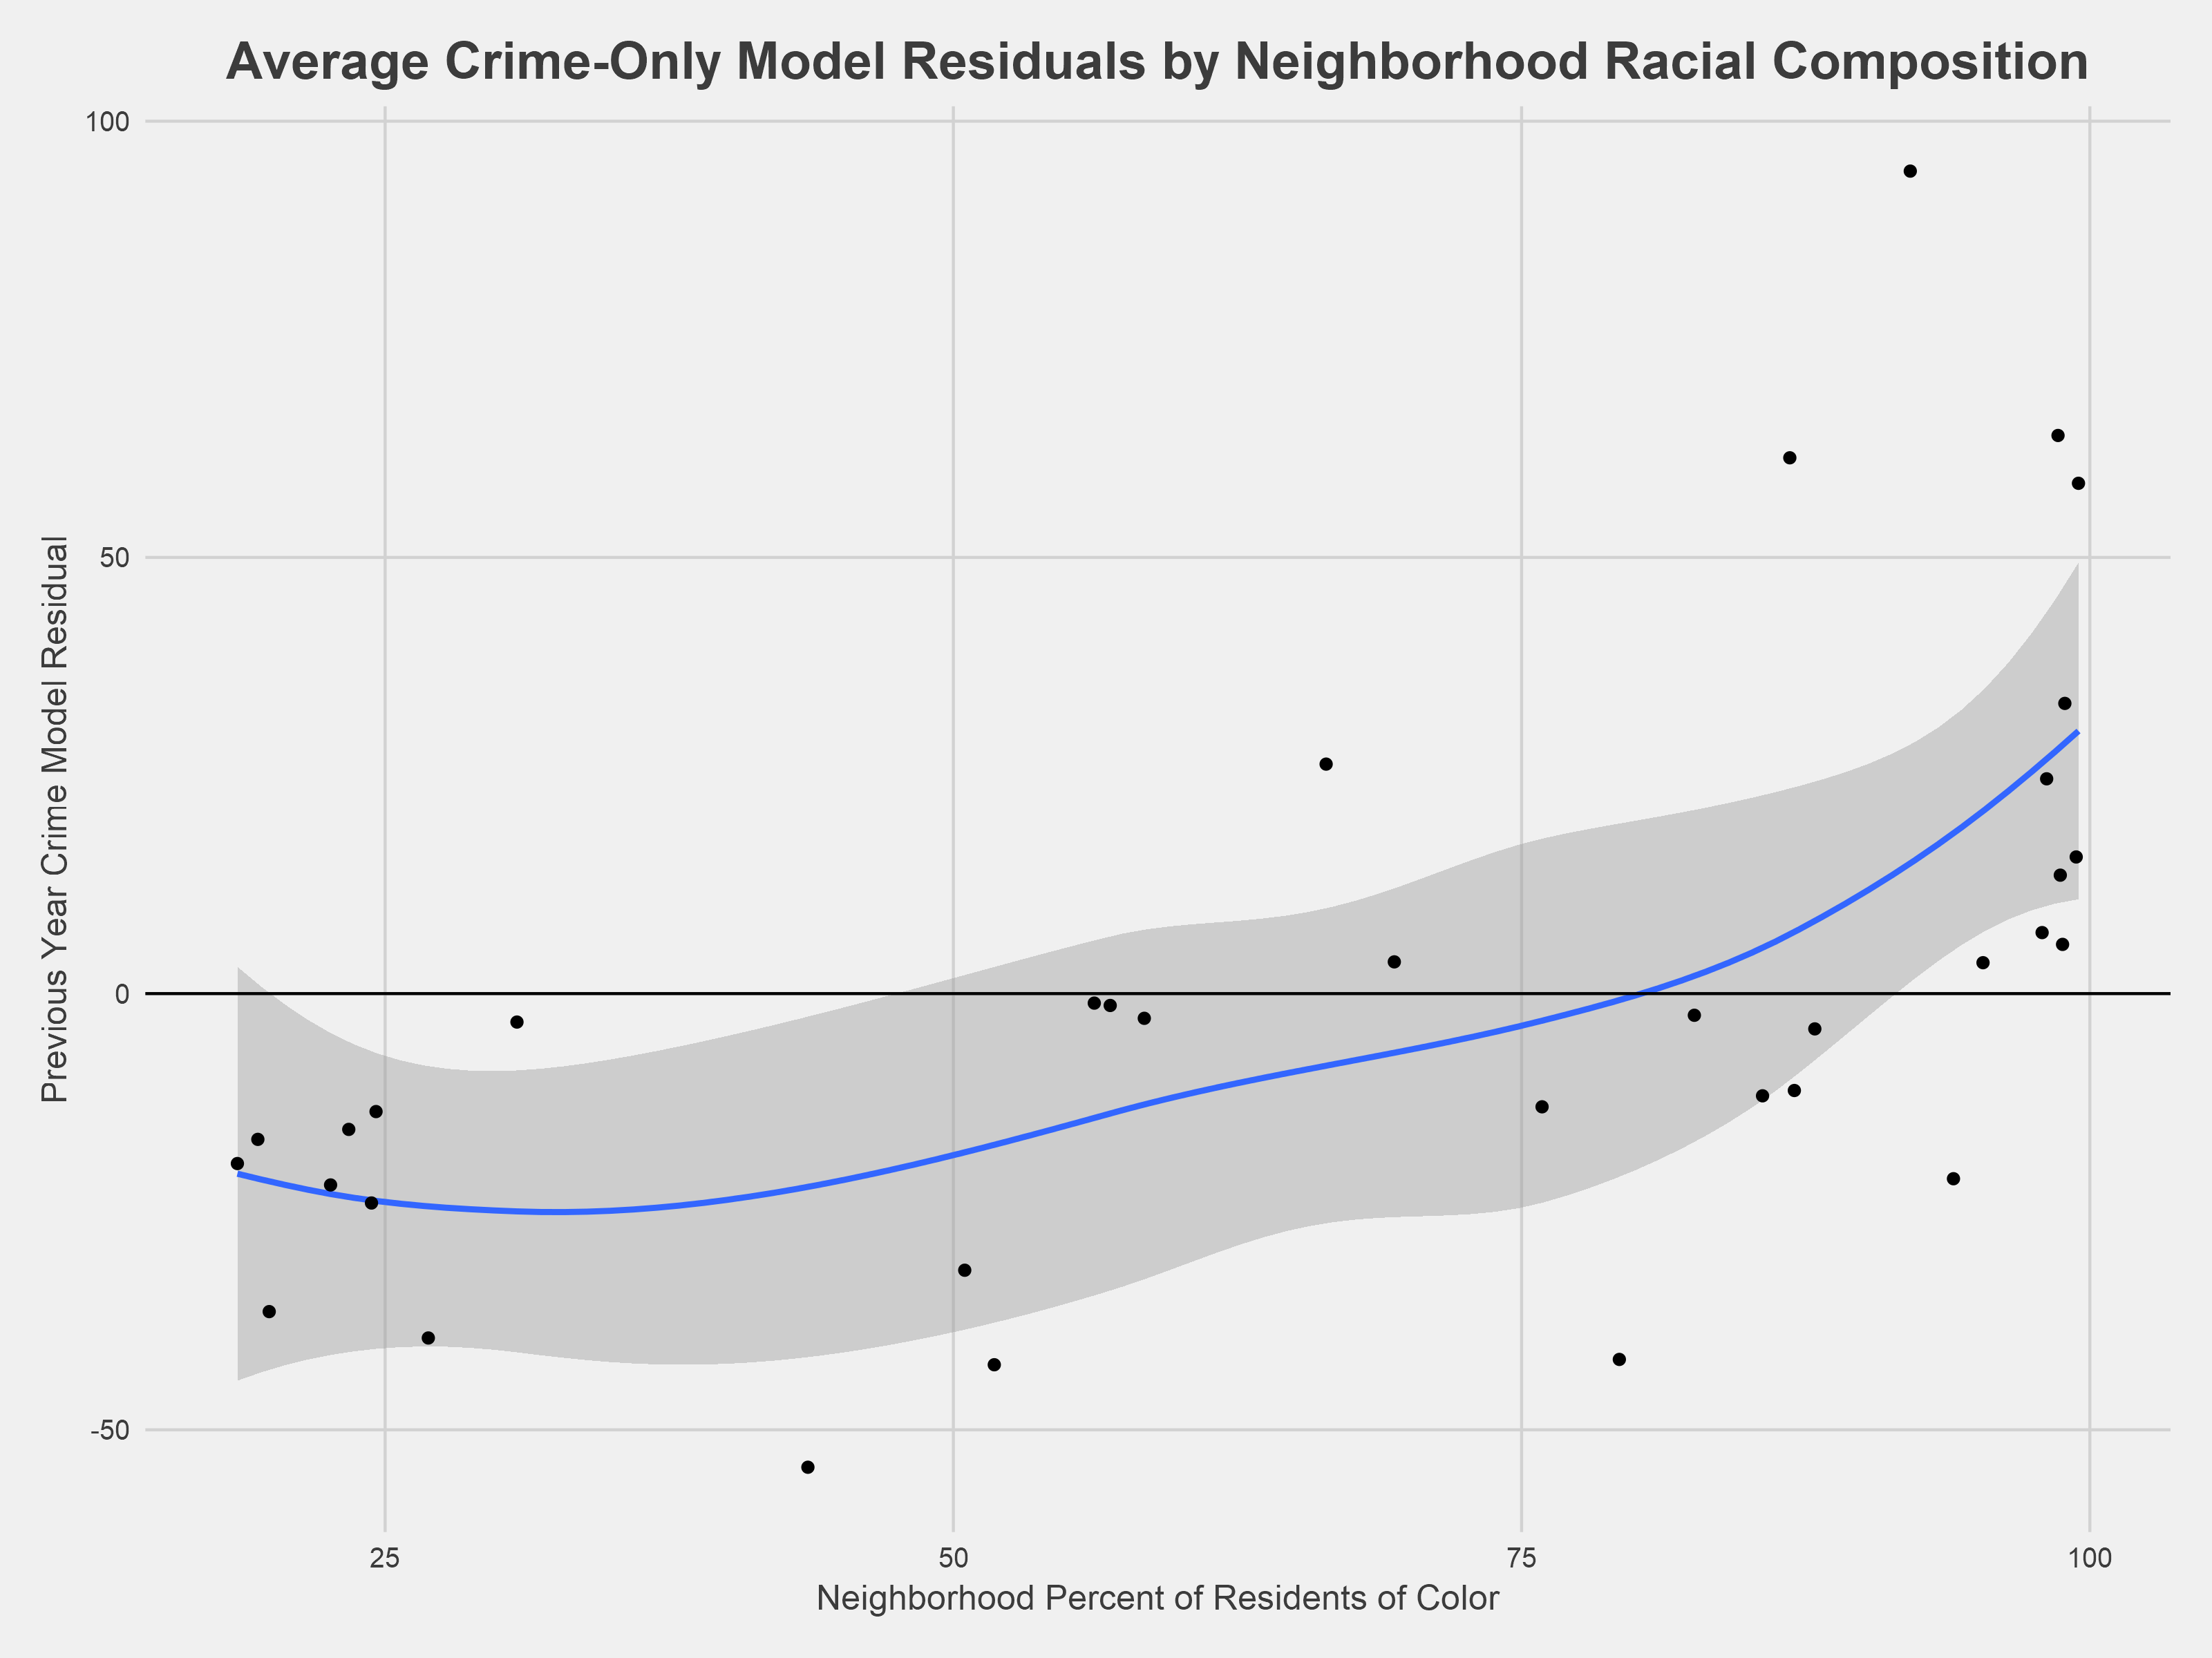 Average Crime-Only Model Residuals by Neighborhood Racial Composition
Previous Year Crime Model Residual
100
50
0
-50
25
50
75
100
Neighborhood Percent of Residents of Color